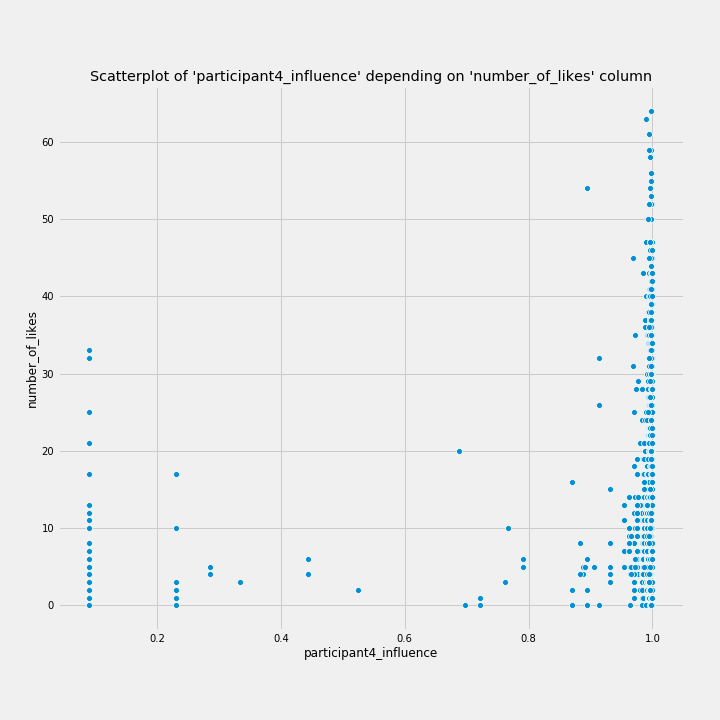 Scatterplot of 'participant4_influence' depending on 'number_of_likes' column
number_of_likes
60
50
40
30
20
10
0
0.2 0.4 0.6 0.8 1.0
participant4_influence